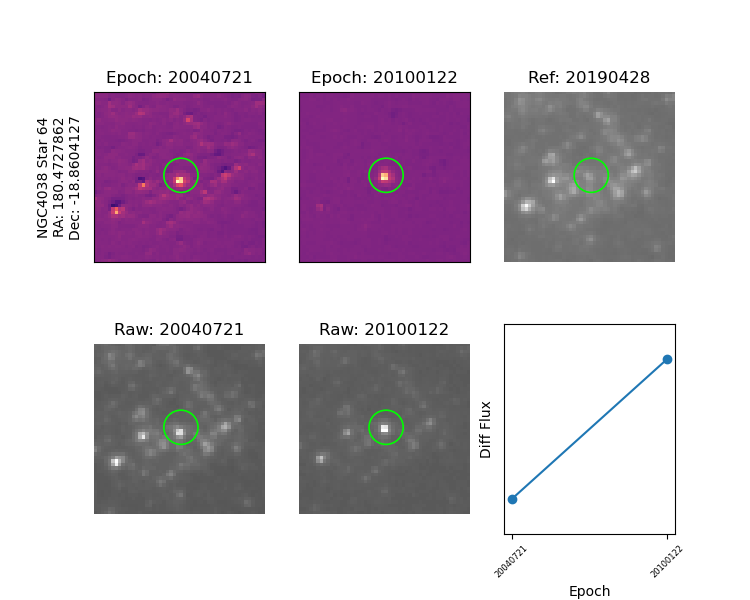 NGC4038 Star 64
RA: 180.4727862
Dec: -18.8604127
Epoch: 20040721
Epoch: 20100122
Ref: 20190428
Raw: 20040721
Raw: 20100122
Diff Flux
20040721
20100122
Epoch